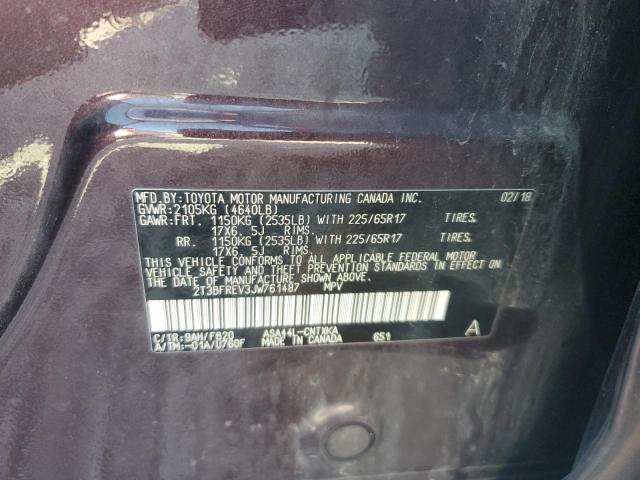 MFD.BY:TOYOTA MOTOR MANUFACTURING CANADA INC. 02/18
GVWR:2105KG (4640LB)
GAWR:FRT. 1150KG (2535LB) WITH 225/65R17 TIRES.
17X6. 5J RIMS.
RR. 1150KG (2535LB) WITH 225/65R17 TIRES.
17X6. 5J RIMS.
THIS VEHICLE CONFORMS TO ALL APPLICABLE FEDERAL MOTOR
VEHICLE SAFETY AND THEFT PREVENTION STANDARDS IN EFFECT ON
THE DATE OF MANUFACTURE SHOWN ABOVE.
2T3BFREV3JW761487 MPV
C/TR:9AH/FB20 ASA44L-CNTXKA 651 A
A/TM:-01A/U760F MADE IN CANADA